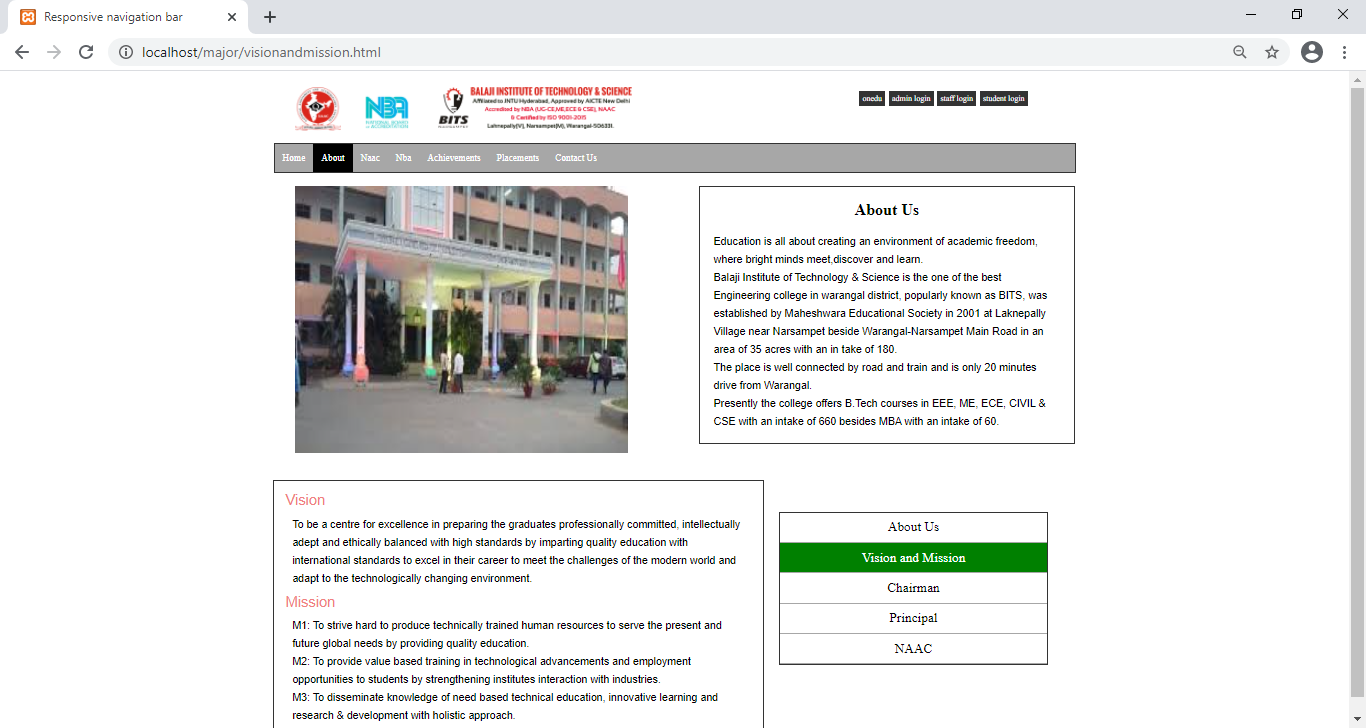 Responsive navigation bar
localhost/major/visionandmission.html
NBA
NATIONAL BOARD
of ACCREDITATION
BITS
NARSAMPET
BALAJI INSTITUTE OF TECHNOLOGY & SCIENCE
Affiliated to JNTU Hyderabad, Approved by AICTE New Delhi
Accredited by NBA (UG-CE,ME,ECE & CSE), NAAC
& Certified by ISO 9001-2015
Laknepally(V), Narsampet(M), Warangal-506331.
onedu admin login staff login student login
Home About Naac Nba Achievements Placements Contact Us
About Us
Education is all about creating an environment of academic freedom,
where bright minds meet,discover and learn.
Balaji Institute of Technology & Science is the one of the best
Engineering college in warangal district, popularly known as BITS, was
established by Maheshwara Educational Society in 2001 at Laknepally
Village near Narsampet beside Warangal-Narsampet Main Road in an
area of 35 acres with an in take of 180.
The place is well connected by road and train and is only 20 minutes
drive from Warangal.
Presently the college offers B.Tech courses in EEE, ME, ECE, CIVIL &
CSE with an intake of 660 besides MBA with an intake of 60.
Vision
To be a centre for excellence in preparing the graduates professionally committed, intellectually
adept and ethically balanced with high standards by imparting quality education with
international standards to excel in their career to meet the challenges of the modern world and
adapt to the technologically changing environment.
Mission
M1: To strive hard to produce technically trained human resources to serve the present and
future global needs by providing quality education.
M2: To provide value based training in technological advancements and employment
opportunities to students by strengthening institutes interaction with industries.
M3: To disseminate knowledge of need based technical education, innovative learning and
research & development with holistic approach.
About Us
Vision and Mission
Chairman
Principal
NAAC